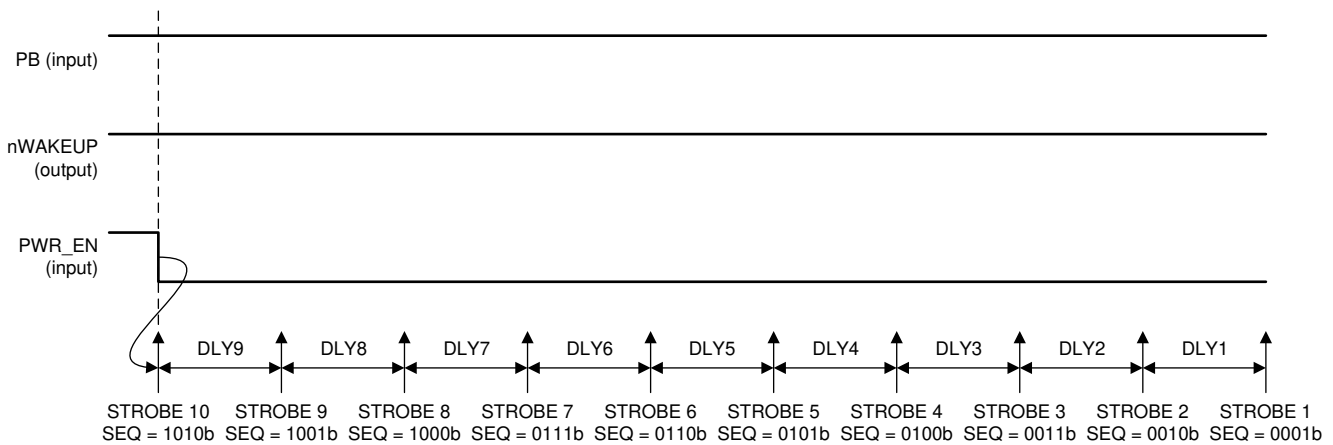 PB (input)
nWAKEUP
(output)
PWR_EN
(input)
DLY9
DLY8
DLY7
DLY6
DLY5
DLY4
DLY3
DLY2
DLY1
STROBE 10
SEQ = 1010b
STROBE 9
SEQ = 1001b
STROBE 8
SEQ = 1000b
STROBE 7
SEQ = 0111b
STROBE 6
SEQ = 0110b
STROBE 5
SEQ = 0101b
STROBE 4
SEQ = 0100b
STROBE 3
SEQ = 0011b
STROBE 2
SEQ = 0010b
STROBE 1
SEQ = 0001b